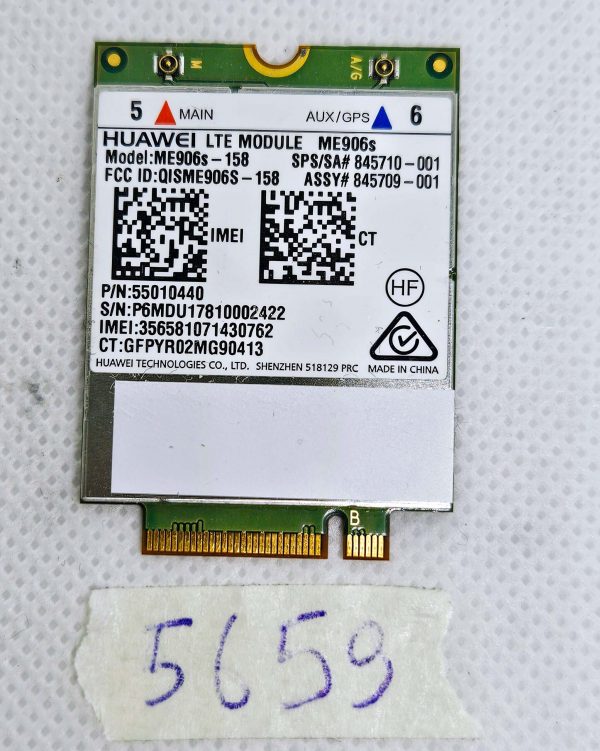 M A/G
5 MAIN AUX/GPS 6
HUAWEI LTE MODULE ME906s
Model:ME906s-158 SPS/SA# 845710-001
FCC ID:QISME906S-158 ASSY# 845709-001
IMEI CT
P/N:55010440
HF
S/N:P6MDU17810002422
IMEI:356581071430762
CT:GFPYR02MG90413
HUAWEI TECHNOLOGIES CO., LTD. SHENZHEN 518129 PRC MADE IN CHINA
B
5659